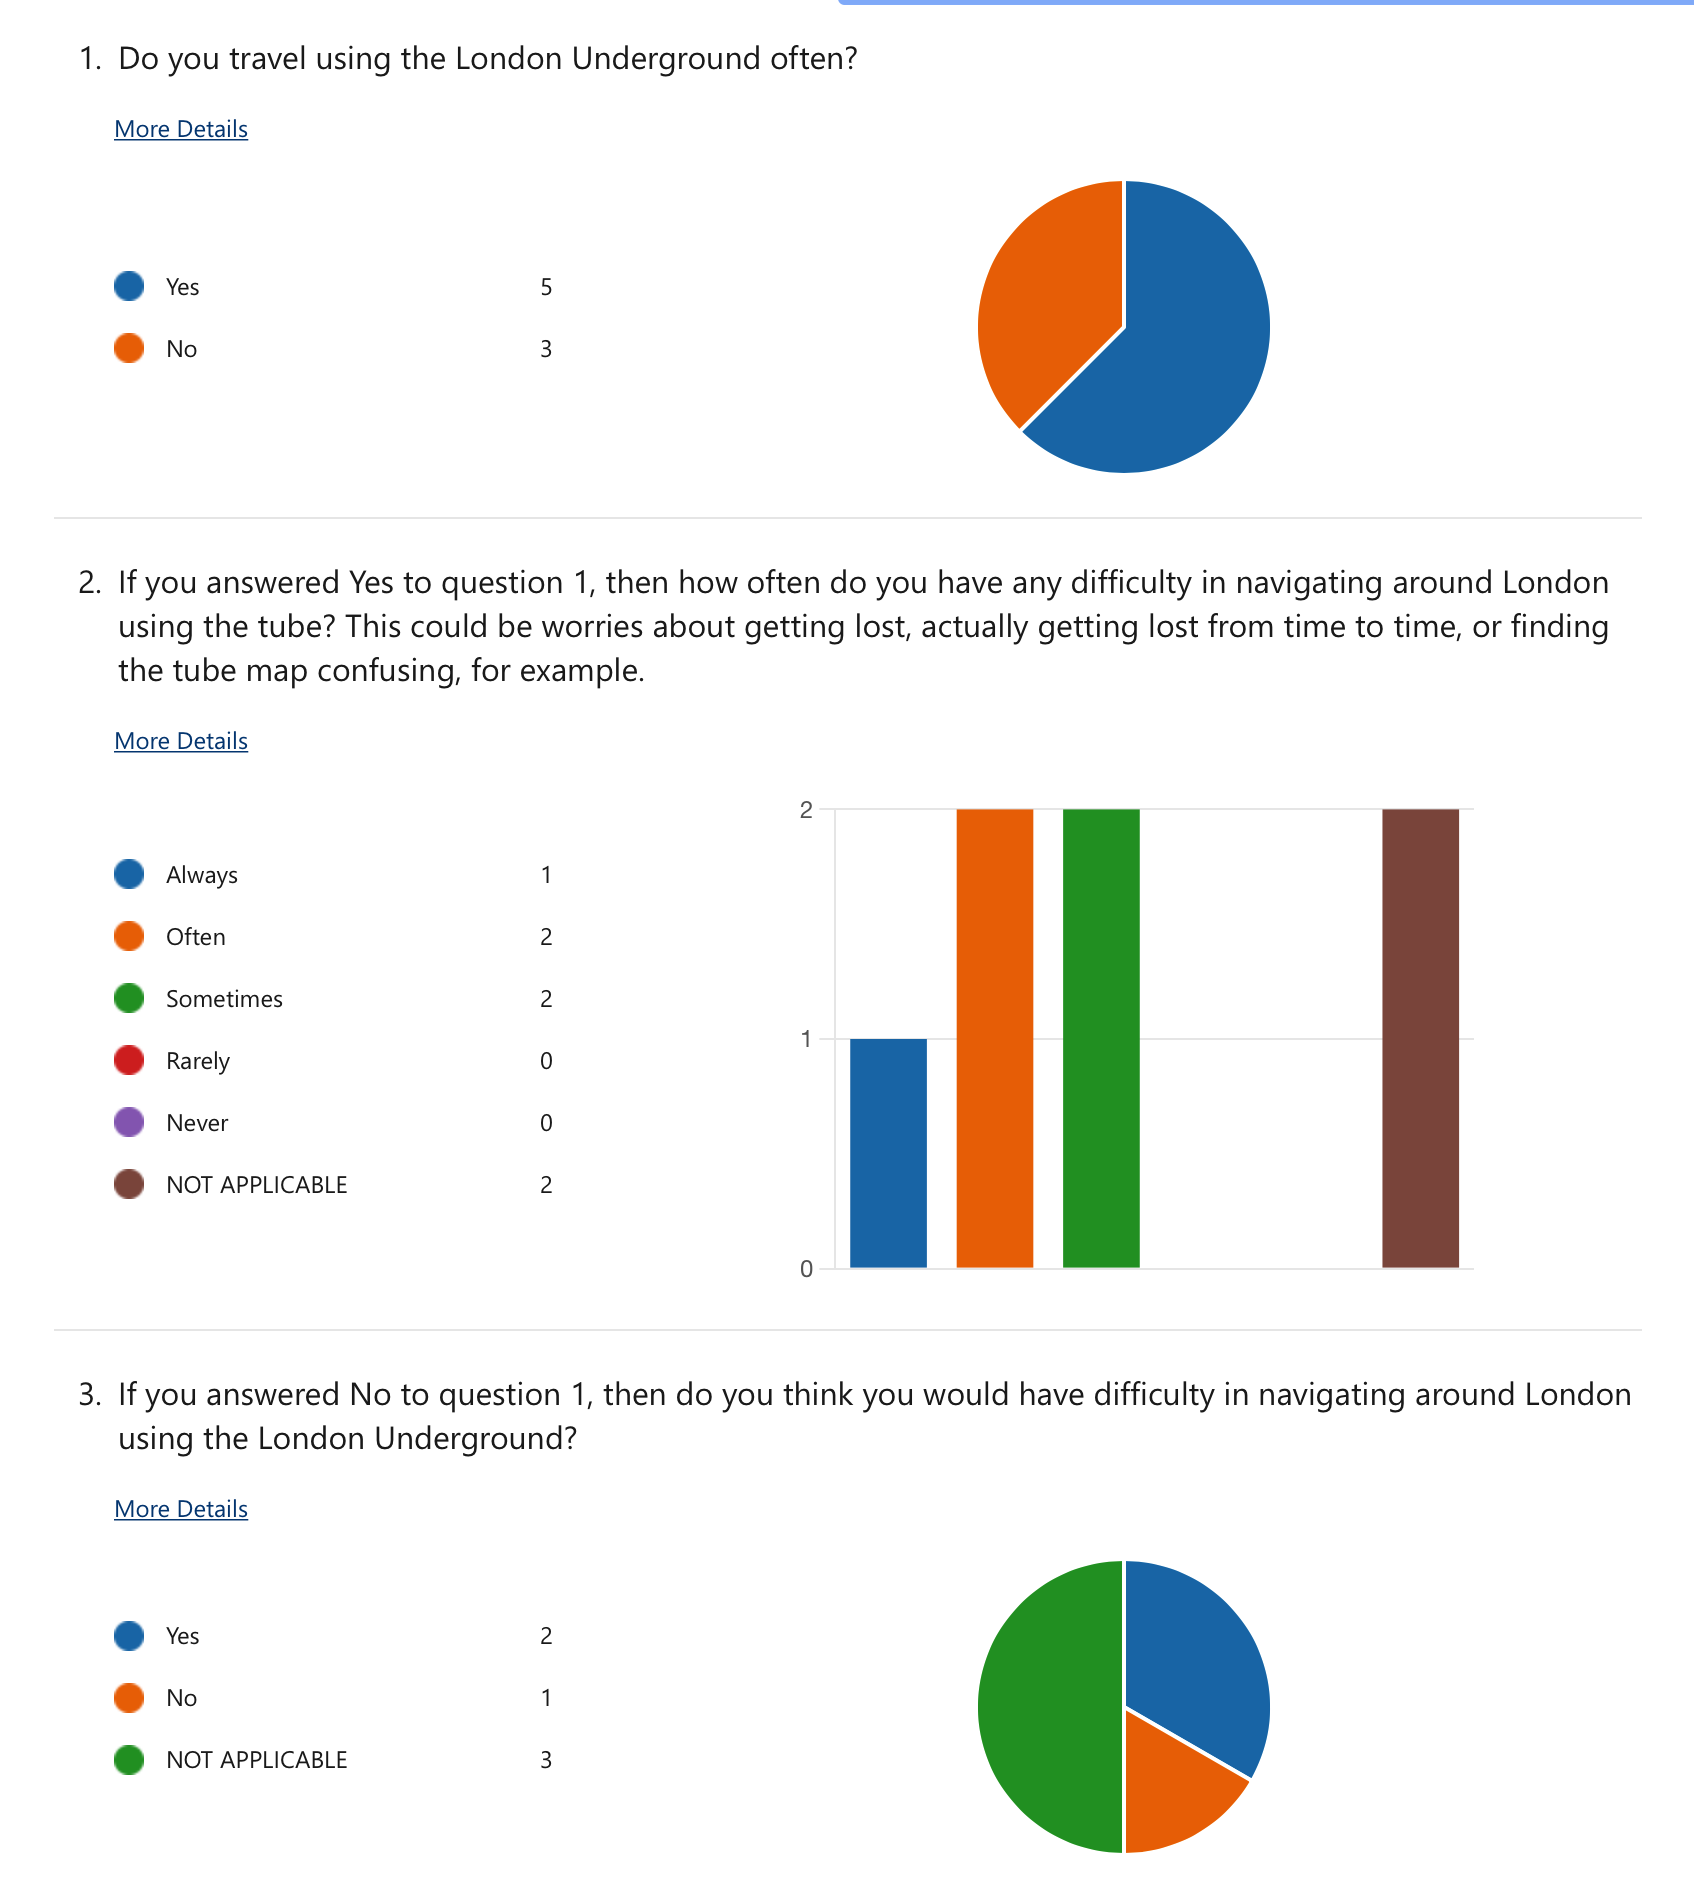 1. Do you travel using the London Underground often?
More Details
Yes 5
No 3
2. If you answered Yes to question 1, then how often do you have any difficulty in navigating around London
using the tube? This could be worries about getting lost, actually getting lost from time to time, or finding
the tube map confusing, for example.
More Details
Always 1
Often 2
Sometimes 2
Rarely 0
Never 0
NOT APPLICABLE 2
2
1
0
3. If you answered No to question 1, then do you think you would have difficulty in navigating around London
using the London Underground?
More Details
Yes 2
No 1
NOT APPLICABLE 3